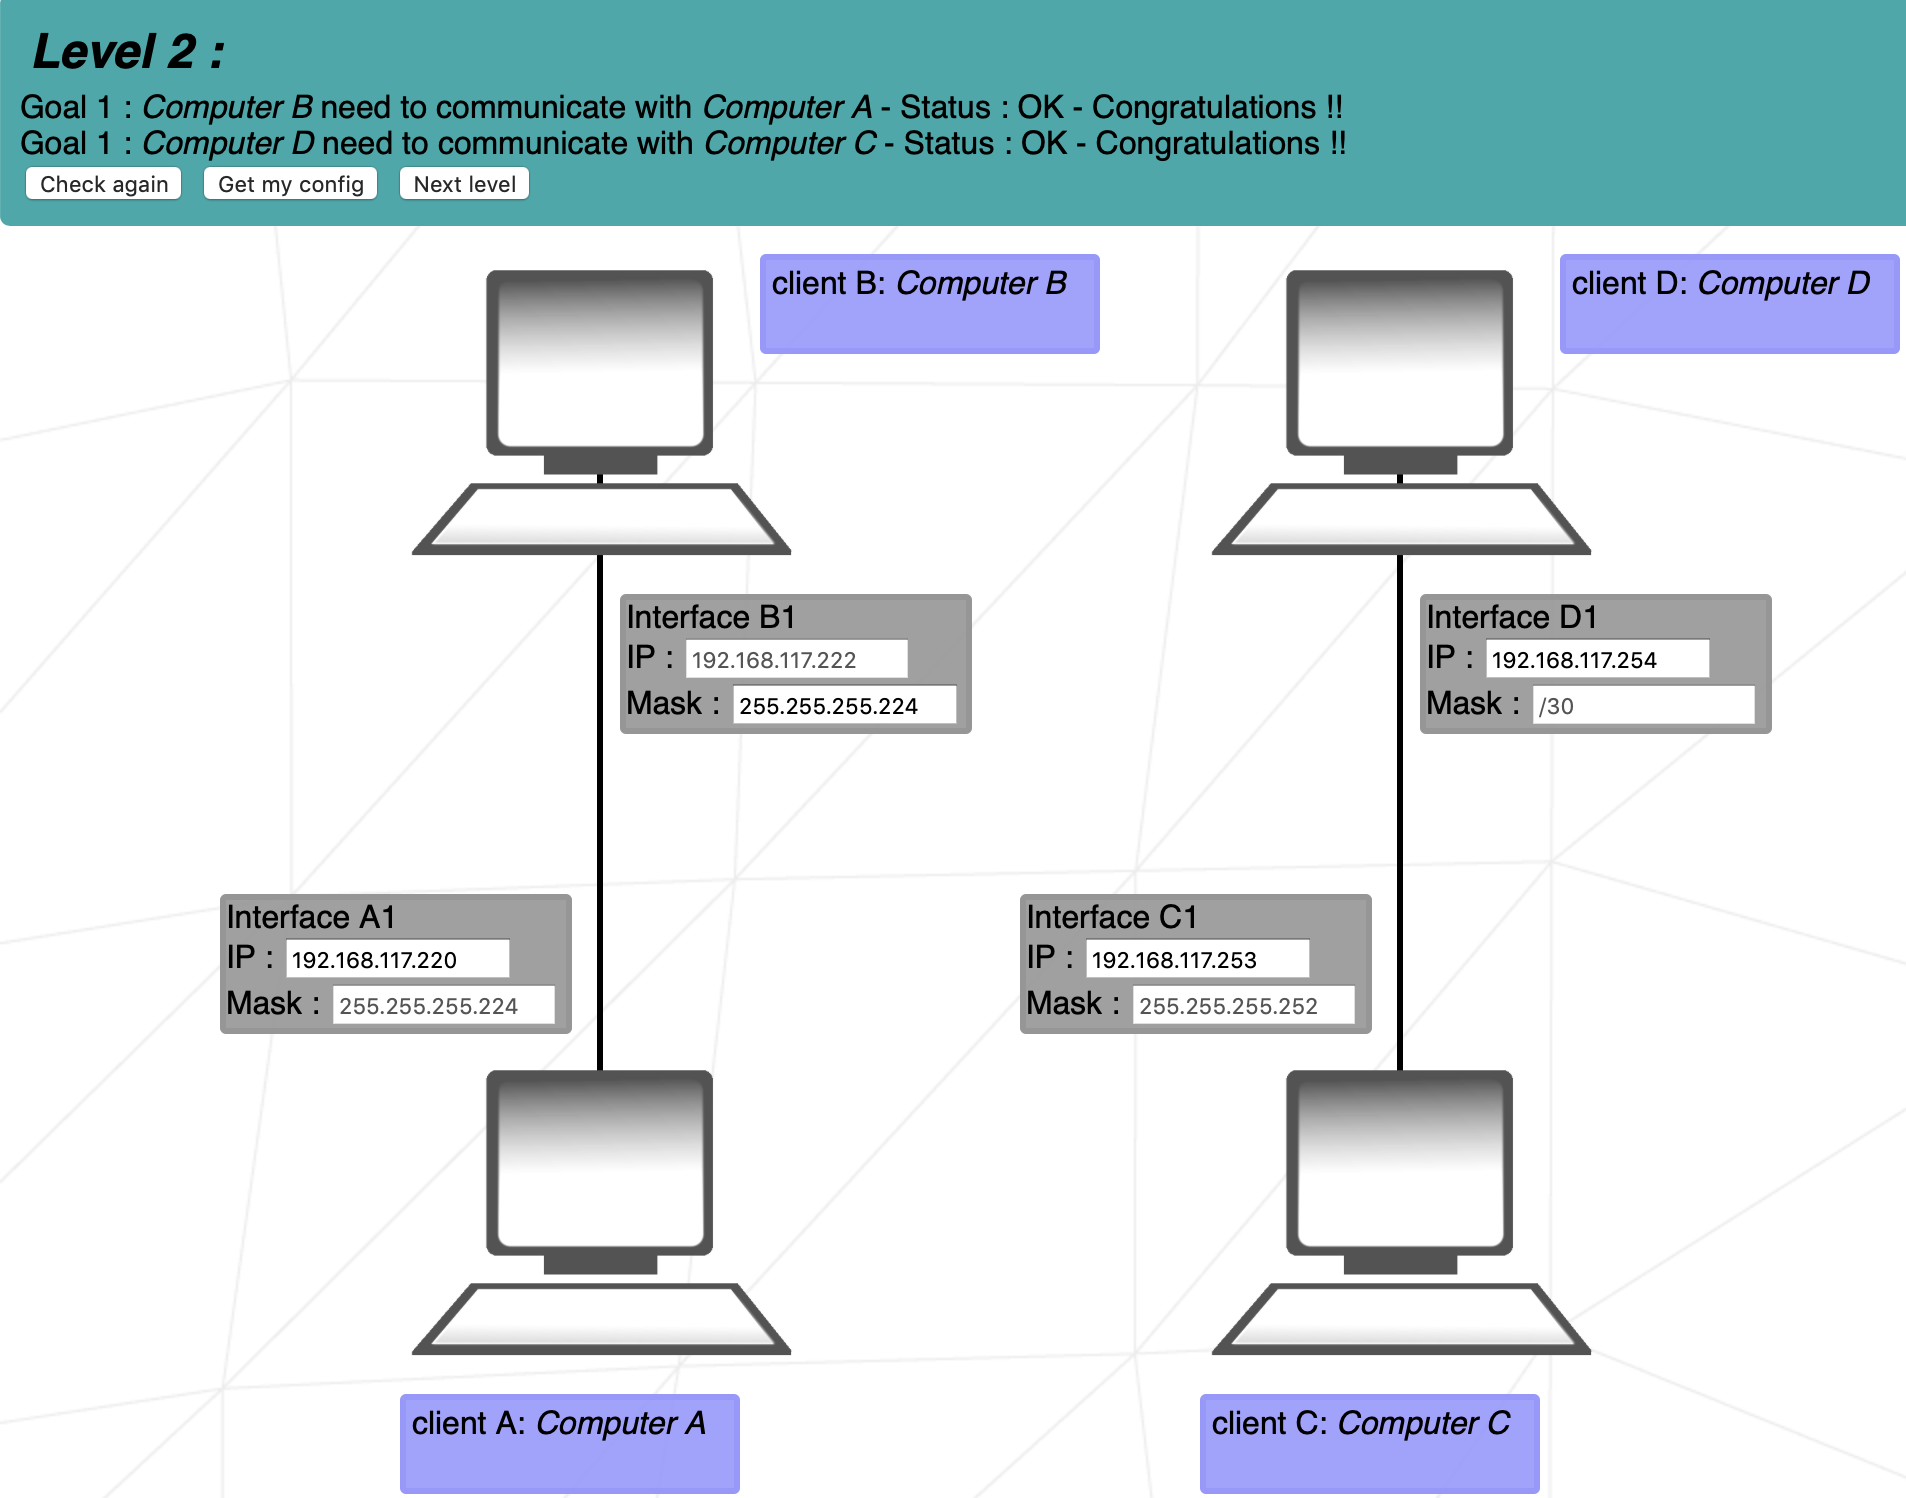 Level 2 :
Goal 1 : Computer B need to communicate with Computer A - Status : OK - Congratulations !!
Goal 1 : Computer D need to communicate with Computer C - Status : OK - Congratulations !!
Check again Get my config Next level
client B: Computer B
client D: Computer D
Interface B1
IP : 192.168.117.222
Mask : 255.255.255.224
Interface D1
IP : 192.168.117.254
Mask : /30
Interface A1
IP : 192.168.117.220
Mask : 255.255.255.224
Interface C1
IP : 192.168.117.253
Mask : 255.255.255.252
client A: Computer A
client C: Computer C